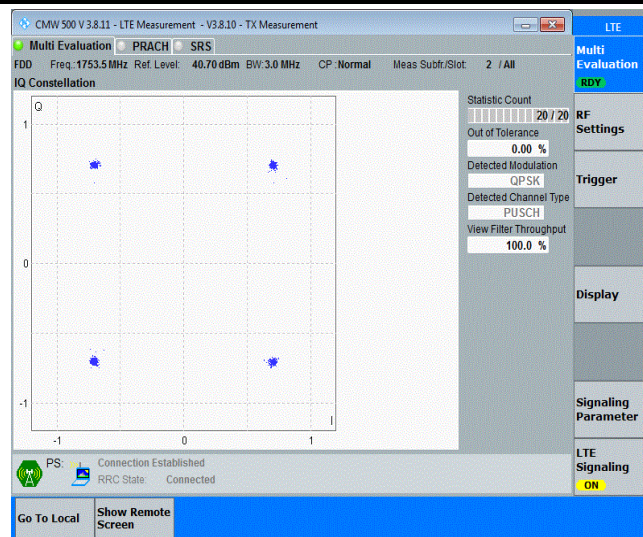 CMW 500 V 3.8.11 - LTE Measurement - V3.8.10 - TX Measurement
LTE
Multi Evaluation PRACH SRS
Multi
Evaluation
RDY
FDD Freq.:1753.5 MHz Ref. Level: 40.70 dBm BW:3.0 MHz CP :Normal Meas Subfr./Slot: 2 / All
IQ Constellation
Q
1
0
-1
-1 0 1
I
Statistic Count
20 / 20
Out of Tolerance
0.00 %
Detected Modulation
QPSK
Detected Channel Type
PUSCH
View Filter Throughput
100.0 %
RF
Settings
Trigger
Display
Signaling
Parameter
LTE
Signaling
ON
PS: Connection Established
RRC State: Connected
Go To Local
Show Remote
Screen